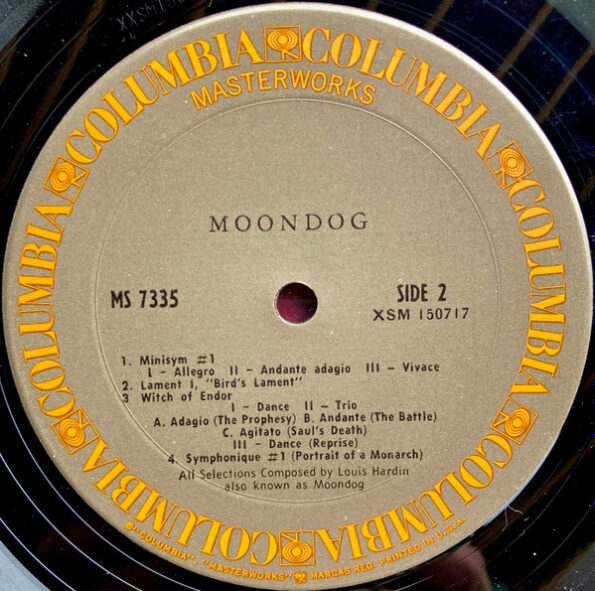 COLUMBIA COLUMBIA COLUMBIA COLUMBIA COLUMBIA COLUMBIA COLUMBIA COLUMBIA
MASTERWORKS
MOONDOG
MS 7335
SIDE 2
XSM 150717
1. Minisym #1
I - Allegro II - Andante adagio III - Vivace
2. Lament I, "Bird's Lament"
3 Witch of Endor
I - Dance II - Trio
A. Adagio (The Prophesy) B. Andante (The Battle)
C. Agitato (Saul's Death)
III - Dance (Reprise)
4. Symphonique #1 (Portrait of a Monarch)
All Selections Composed by Louis Hardin
also known as Moondog
®"COLUMBIA", "MASTERWORKS" MARCAS REG. PRINTED IN U.S.A.